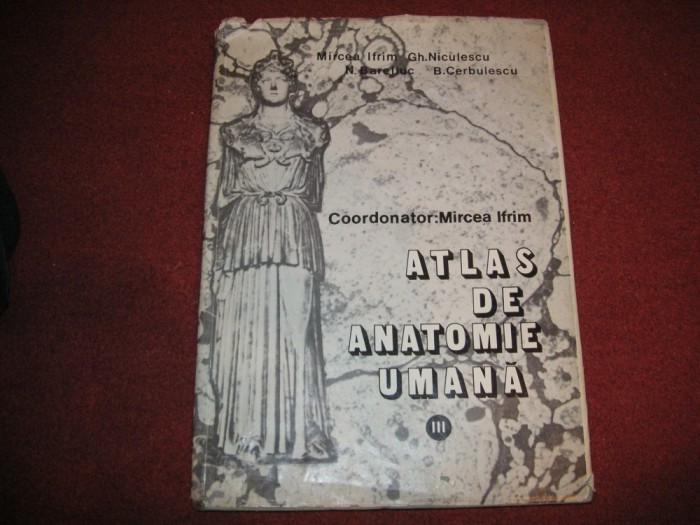 Mircea Ifrim Gh.Niculescu
N.Bareliuc B.Cerbulescu
Coordonator:Mircea Ifrim
ATLAS
DE
ANATOMIE
UMANĂ
III